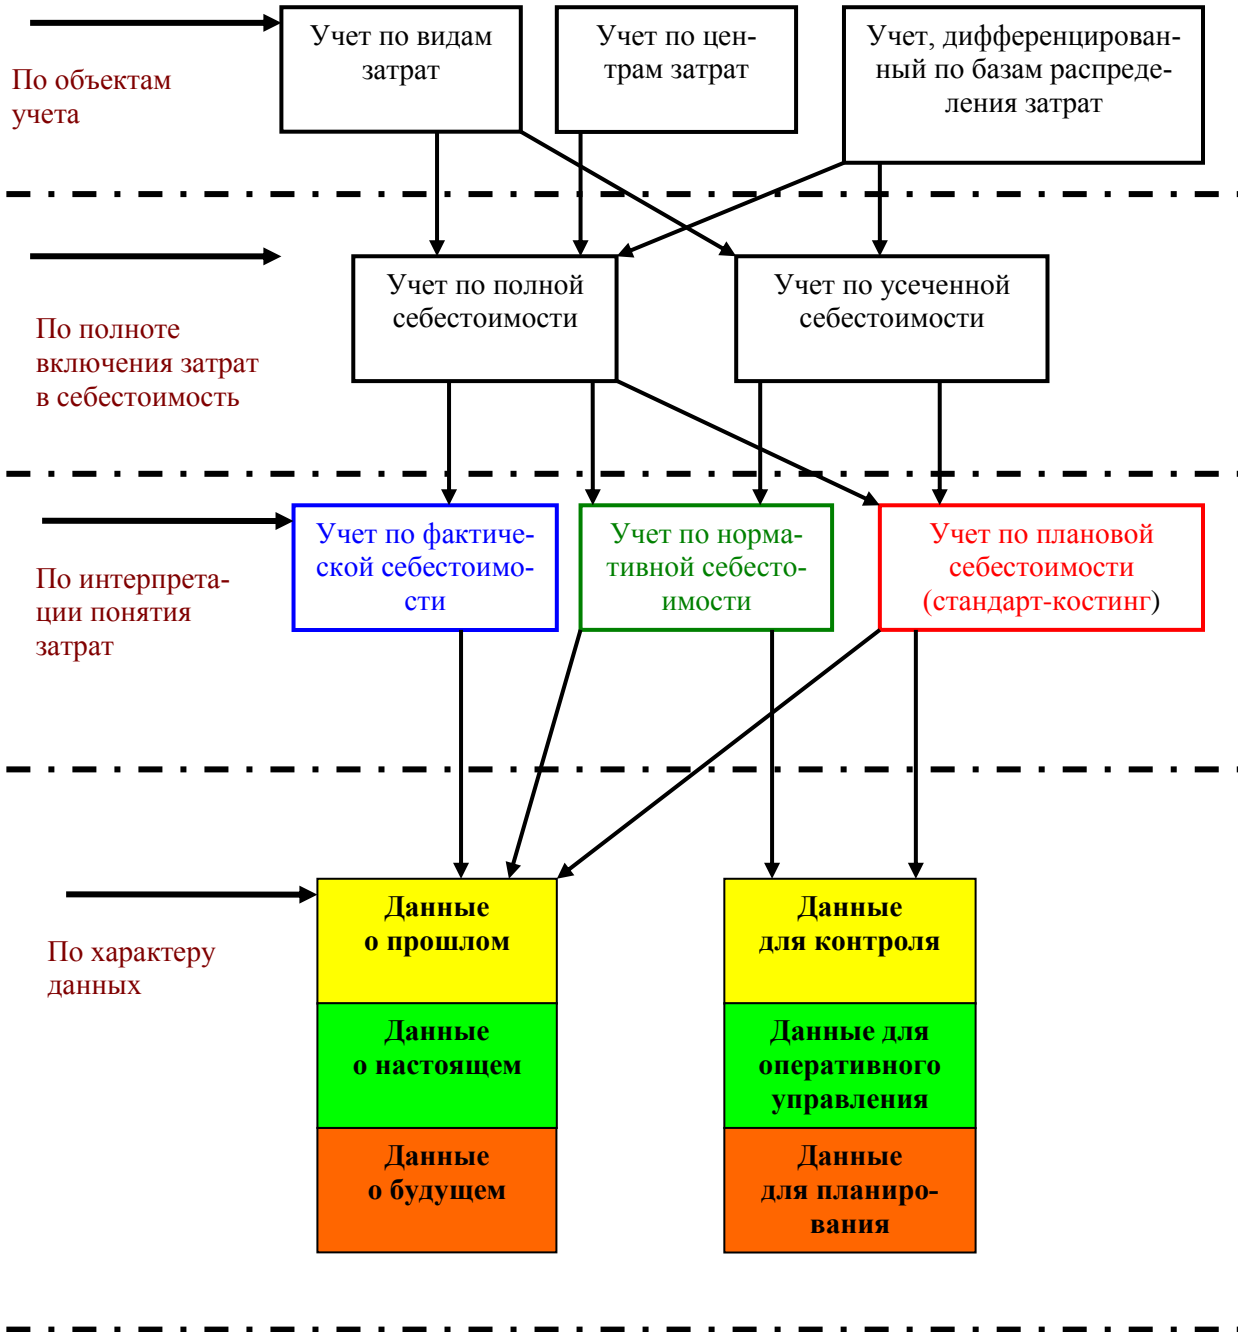 По объектам
учета
Учет по видам
затрат
Учет по цен-
трам затрат
Учет, дифференцирован-
ный по базам распреде-
ления затрат
По полноте
включения затрат
в себестоимость
Учет по полной
себестоимости
Учет по усеченной
себестоимости
По интерпрета-
ции понятия
затрат
Учет по фактиче-
ской себестоимо-
сти
Учет по норма-
тивной себесто-
имости
Учет по плановой
себестоимости
(стандарт-костинг)
По характеру
данных
Данные
о прошлом
Данные
о настоящем
Данные
о будущем
Данные
для контроля
Данные для
оперативного
управления
Данные
для планиро-
вания